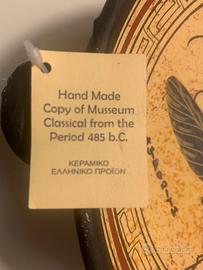 Hand Made
Copy of Musseum
Classical from the
Period 485 b.C.
ΚΕΡΑΜΙΚΟ
ΕΛΛΗΝΙΚΟ ΠΡΟΪΟΝ